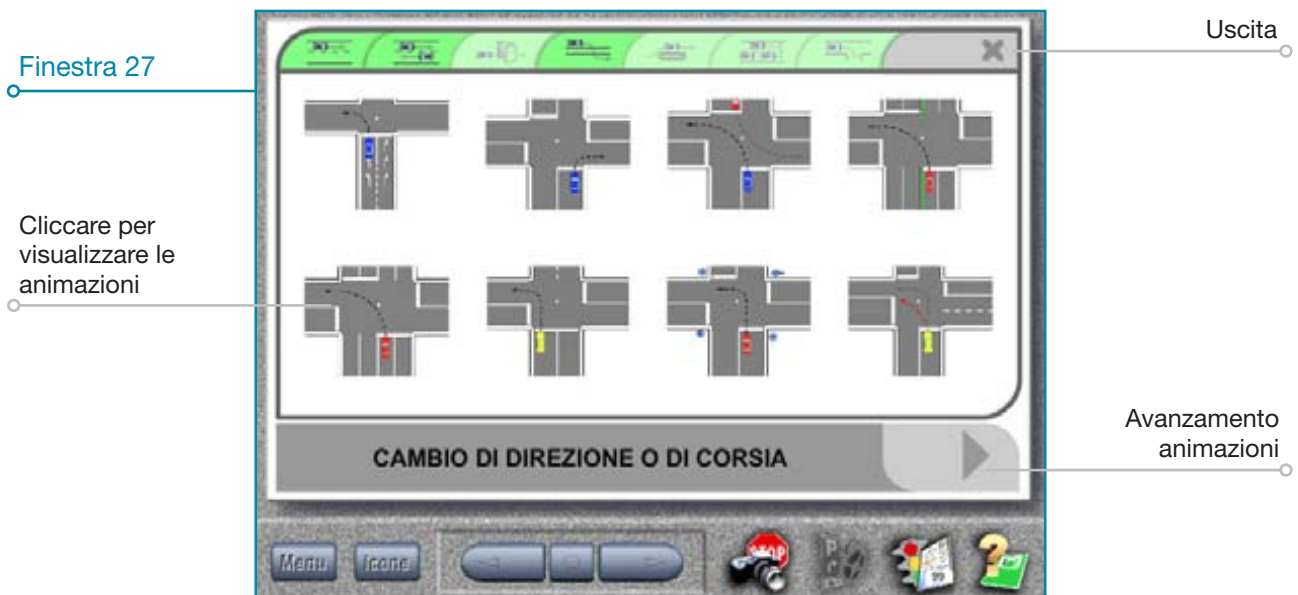 Uscita
Finestra 27
Cliccare per
visualizzare le
animazioni
Avanzamento
animazioni
CAMBIO DI DIREZIONE O DI CORSIA
Menu
Icone
STOP